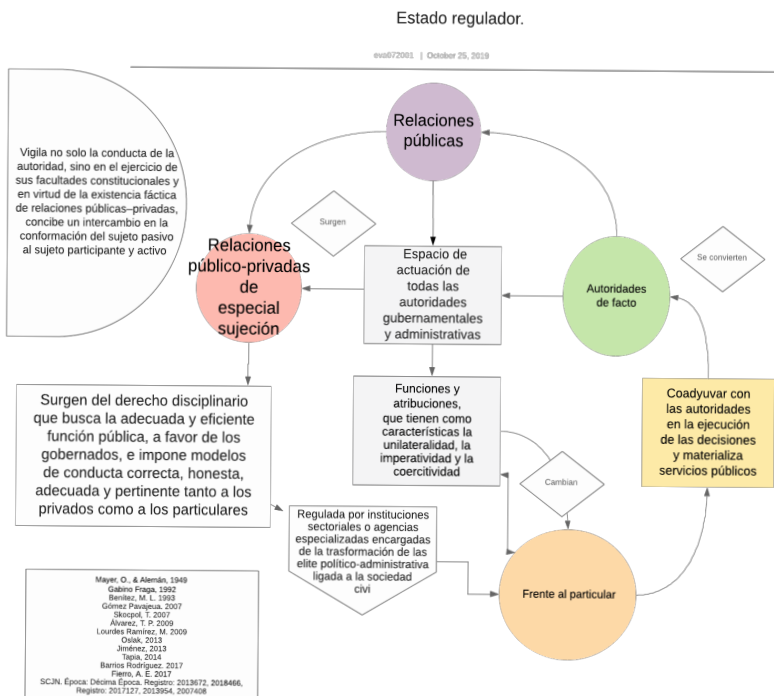 Estado regulador.
eva072001 | October 25, 2019
Relaciones
públicas
Vigila no solo la conducta de la
autoridad, sino en el ejercicio de
sus facultades constitucionales y
en virtud de la existencia fáctica
de relaciones públicas–privadas,
concibe un intercambio en la
conformación del sujeto pasivo
al sujeto participante y activo
Surgen
Relaciones
público-privadas
de
especial
sujeción
Espacio de
actuación de
todas las
autoridades
gubernamentales
y administrativas
Autoridades
de facto
Se convierten
Surgen del derecho disciplinario
que busca la adecuada y eficiente
función pública, a favor de los
gobernados, e impone modelos
de conducta correcta, honesta,
adecuada y pertinente tanto a los
privados como a los particulares
Funciones y
atribuciones,
que tienen como
características la
unilateralidad, la
imperatividad y la
coercitividad
Coadyuvar con
las autoridades
en la ejecución
de las decisiones
y materializa
servicios públicos
Cambian
Regulada por instituciones
sectoriales o agencias
especializadas encargadas
de la trasformación de las
elite político-administrativa
ligada a la sociedad
civi
Frente al particular
Mayer, O., & Alemán, 1949
Gabino Fraga, 1992
Benítez, M. L. 1993
Gómez Pavajeua. 2007
Skocpol, T. 2007
Álvarez, T. P. 2009
Lourdes Ramírez, M. 2009
Oslak, 2013
Jiménez, 2013
Tapia, 2014
Barrios Rodríguez. 2017
Fierro, A. E. 2017
SCJN. Época: Décima Época. Registro: 2013672, 2018466,
Registro: 2017127, 2013954, 2007408